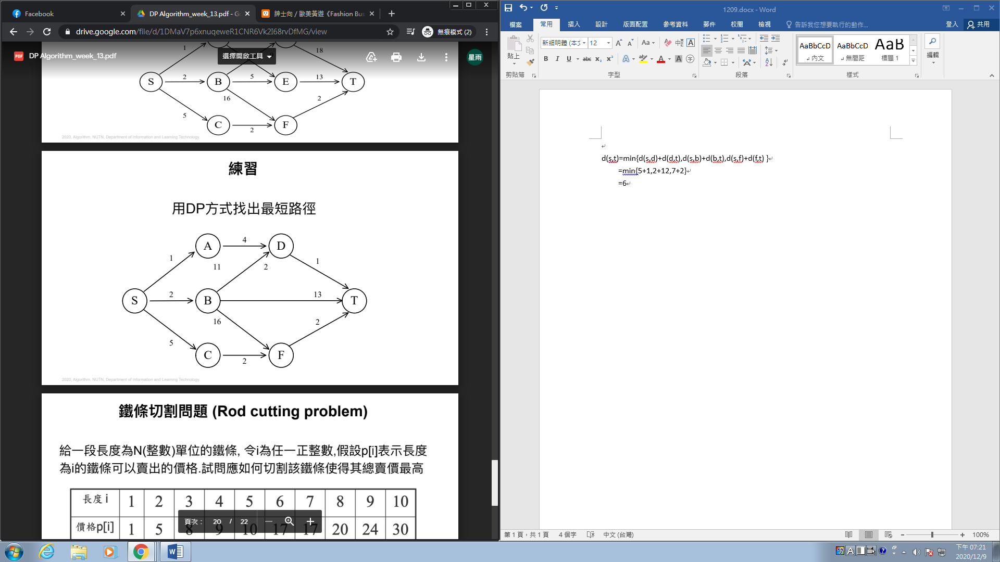 Facebook
DP Algorithm_week_13.pdf - G
紳士向 / 歐美黃遊《Fashion Bus
drive.google.com/file/d/1DMaV7p6xnuqeweR1CNR6Vk2I68rvDfMG/view
無痕模式 (2)
PDF DP Algorithm_week_13.pdf
選擇開啟工具
星雨
1
18
S
2
B
5
E
13
T
16
2
5
C
2
F
2020, Algorithm, NUTN, Department of Information and Learning Technology.
練習
用DP方式找出最短路徑
A
4
D
1
11
2
1
S
2
B
13
T
16
2
5
C
2
F
2020, Algorithm, NUTN, Department of Information and Learning Technology.
鐵條切割問題 (Rod cutting problem)
給一段長度為N(整數)單位的鐵條, 令i為任一正整數,假設p[i]表示長度
為i的鐵條可以賣出的價格.試問應如何切割該鐵條使得其總賣價最高
長度 i 1 2 3 4 5 6 7 8 9 10
價格p[i] 1 5 8 9 10 17 17 20 24 30
頁次： 20 / 22
1209.docx - Word
檔案 常用 插入 設計 版面配置 參考資料 郵件 校閱 檢視 告訴我您想要執行的動作... 登入 共用
貼上
新細明體 (本文 12
B I U abc x₂ x²
AaBbCcD AaBbCcD AaB
內文 無間距 標題 1
編輯
剪貼簿 字型 段落 樣式
d(s,t)=min{d(s,d)+d(d,t),d(s,b)+d(b,t),d(s,f)+d(f,t) }
=min{5+1,2+12,7+2}
=6
第 1 頁，共 1 頁 4 個字 中文 (台灣) 100%
下午 07:21
2020/12/9